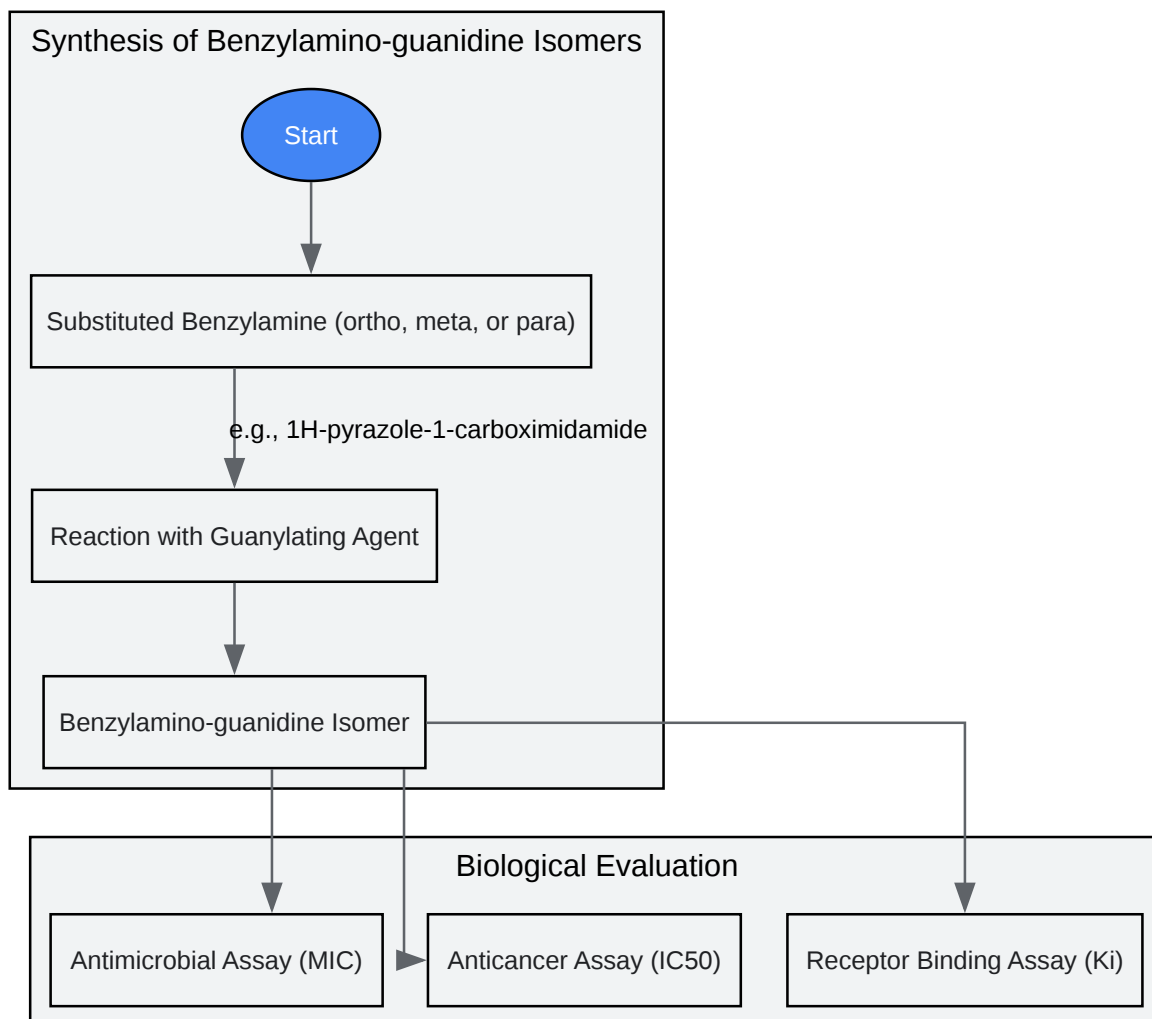 Synthesis of Benzylamino-guanidine Isomers
Start
Substituted Benzylamine (ortho, meta, or para)
e.g., 1H-pyrazole-1-carboximidamide
Reaction with Guanylating Agent
Benzylamino-guanidine Isomer
Biological Evaluation
Antimicrobial Assay (MIC)
Anticancer Assay (IC50)
Receptor Binding Assay (Ki)